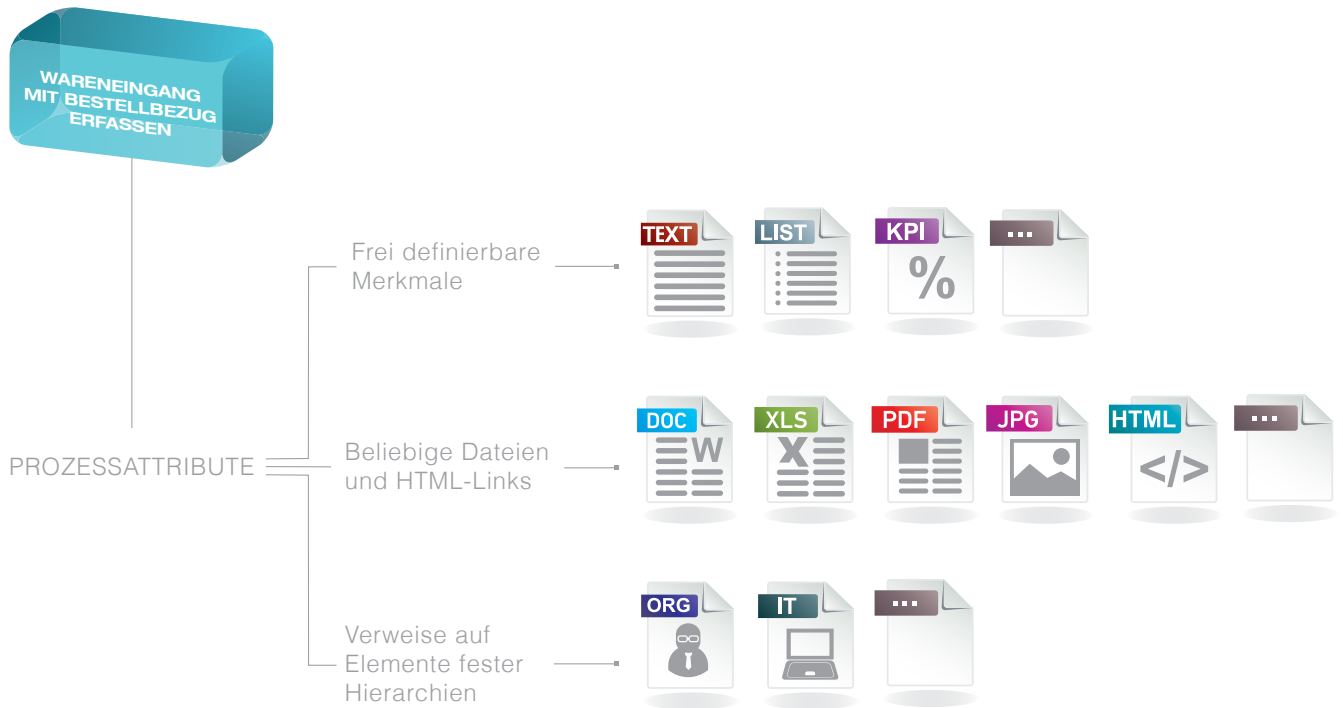 WARENEINGANG
MIT BESTELLBEZUG
ERFASSEN
Frei definierbare
Merkmale
TEXT
LIST
KPI
...
%
PROZESSATTRIBUTE
Beliebige Dateien
und HTML-Links
DOC
XLS
PDF
JPG
HTML
...
W
X
</>
Verweise auf
Elemente fester
Hierarchien
ORG
IT
...